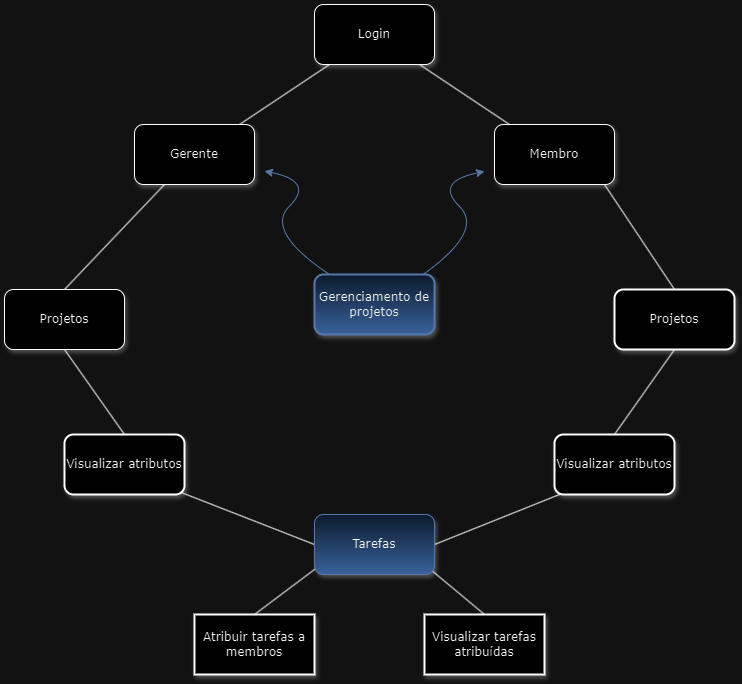 Login
Gerente
Membro
Gerenciamento de
projetos
Projetos
Projetos
Visualizar atributos
Visualizar atributos
Tarefas
Atribuir tarefas a
membros
Visualizar tarefas
atribuídas